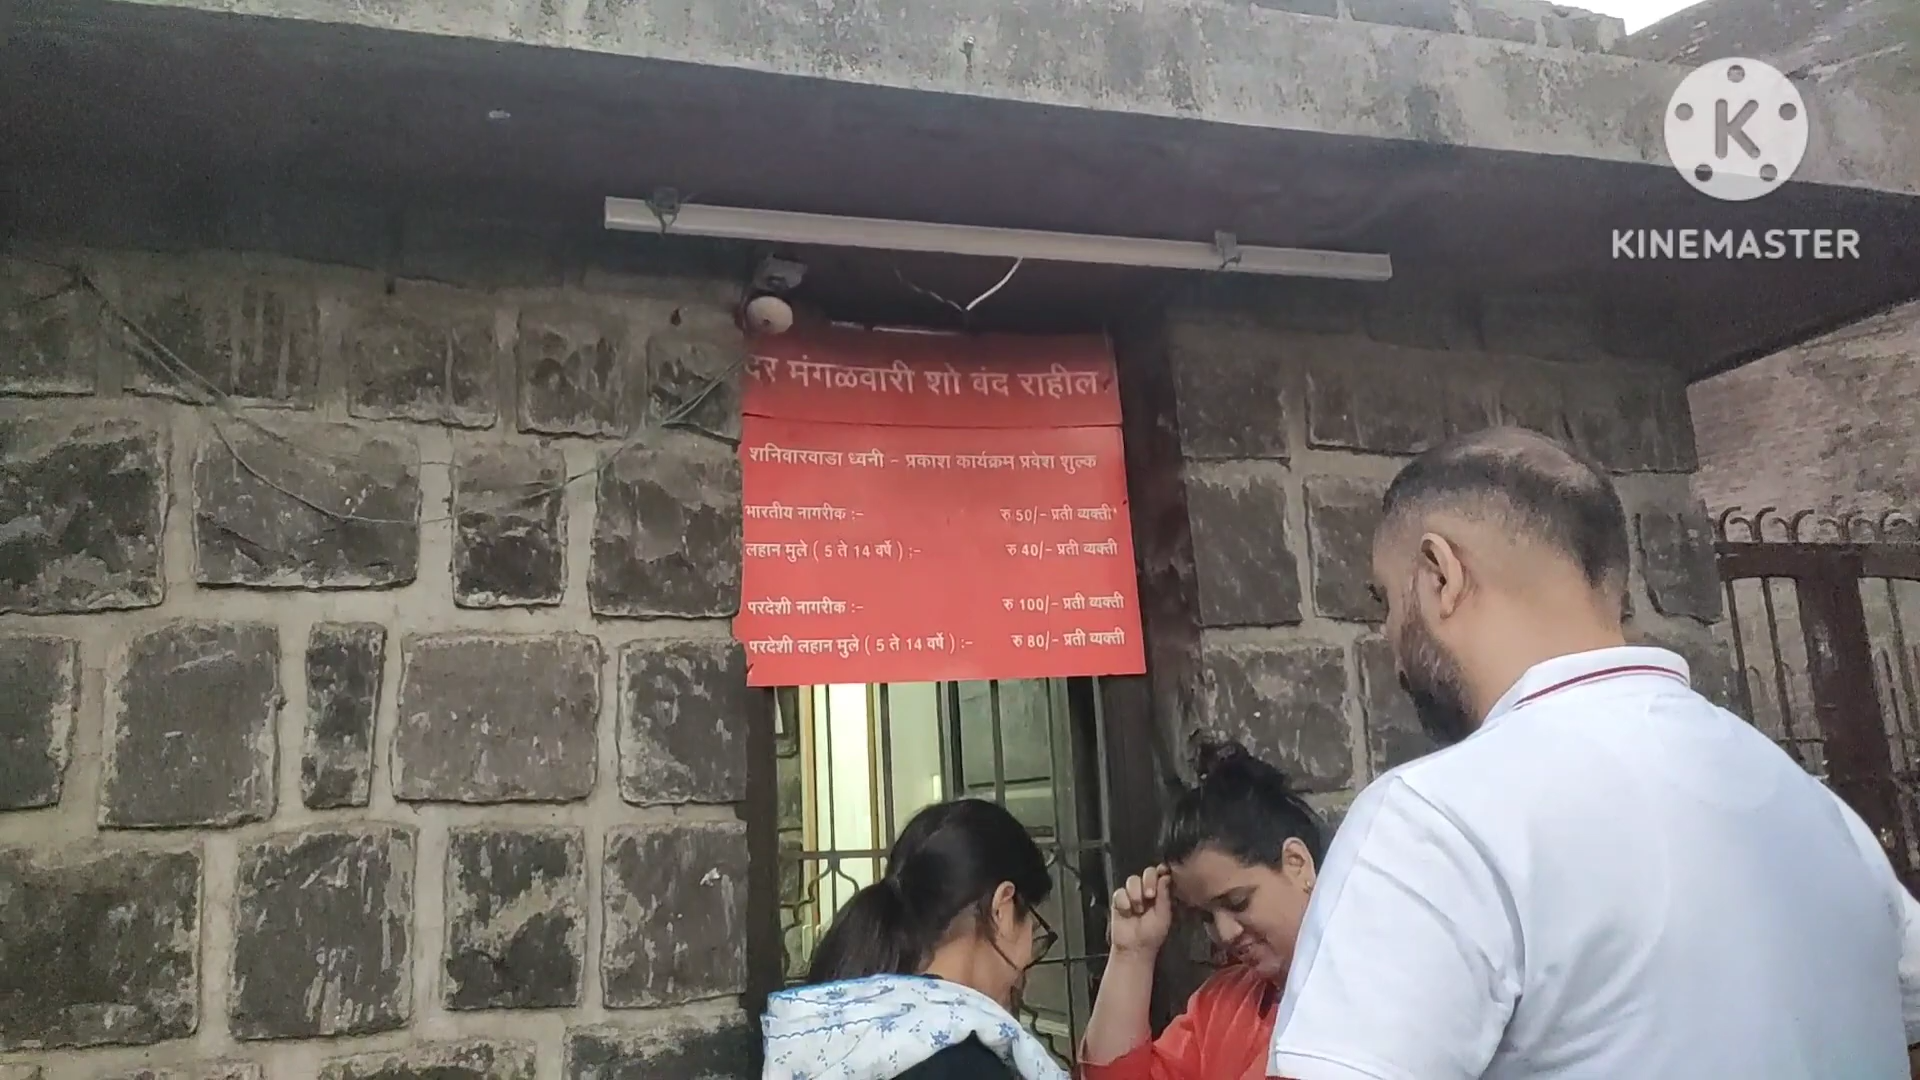 दर मंगळवारी शो बंद राहील.
शनिवारवाडा ध्वनी - प्रकाश कार्यक्रम प्रवेश शुल्क
भारतीय नागरीक :- रु 50/- प्रती व्यक्ती
लहान मुले ( 5 ते 14 वर्षे ) :- रु 40/- प्रती व्यक्ती
परदेशी नागरीक :- रु 100/- प्रती व्यक्ती
परदेशी लहान मुले ( 5 ते 14 वर्षे ) :- रु 80/- प्रती व्यक्ती
K
KINEMASTER